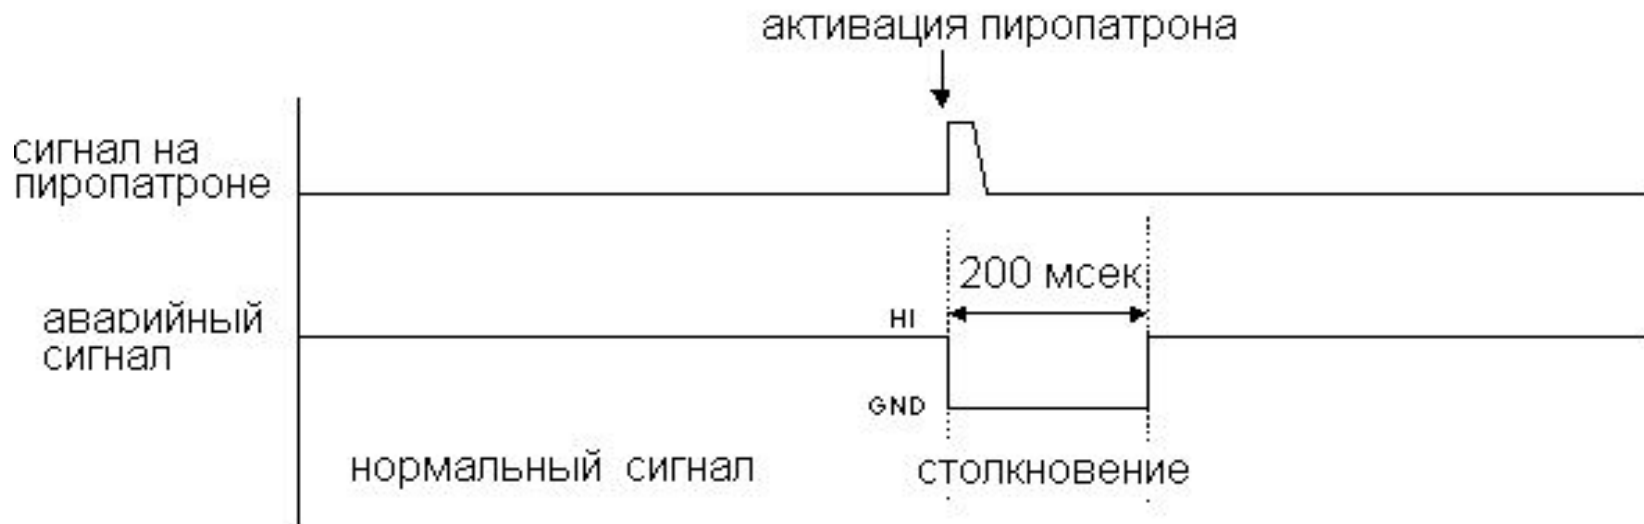 активация пиропатрона
сигнал на
пиропатроне
200 мсек
HI
аварийный
сигнал
GND
нормальный сигнал
столкновение